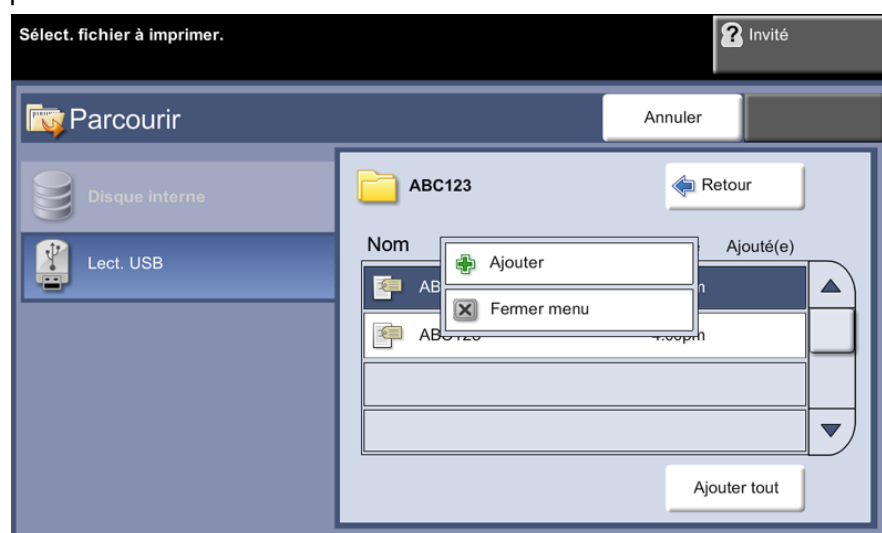 Sélect. fichier à imprimer.
Invité
Parcourir
Annuler
Disque interne
ABC123
Retour
Lect. USB
Nom
Ajouté(e)
Ajouter
AB
Fermer menu
Ajouter tout